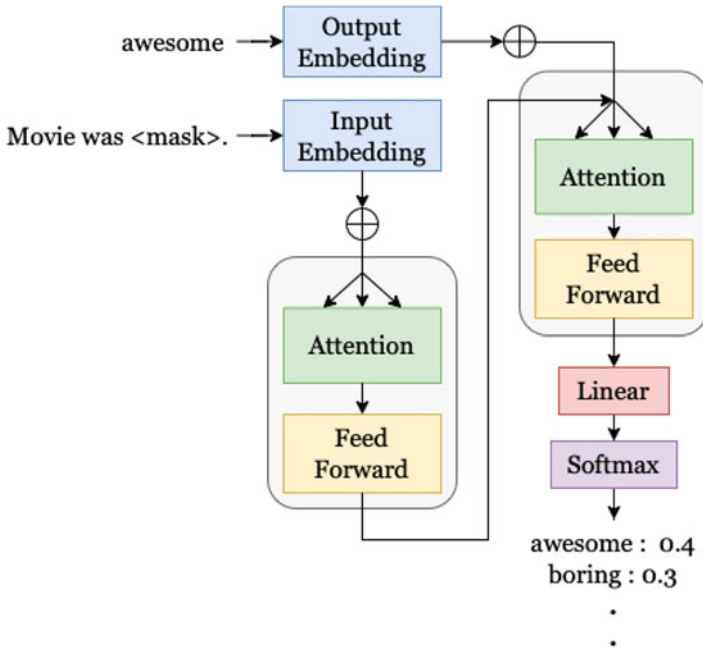 awesome
Output
Embedding
Movie was <mask>.
Input
Embedding
Attention
Feed
Forward
Attention
Feed
Forward
Linear
Softmax
awesome : 0.4
boring : 0.3
.
.